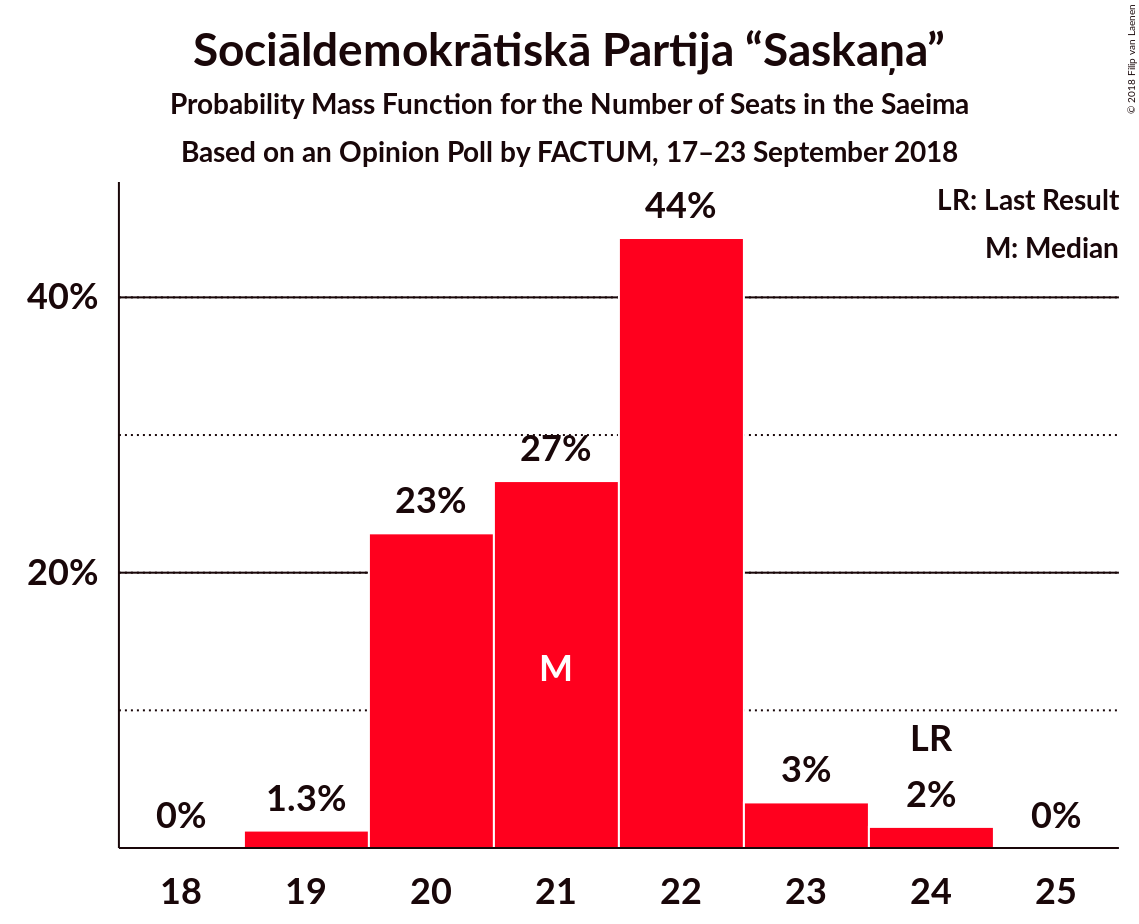 Sociāldemokrātiskā Partija “Saskaņa”
Probability Mass Function for the Number of Seats in the Saeima
Based on an Opinion Poll by FACTUM, 17–23 September 2018
© 2018 Filip van Laenen
LR: Last Result
M: Median
44%
40%
27%
23%
20%
M
LR
3%
2%
1.3%
0%
0%
18 19 20 21 22 23 24 25